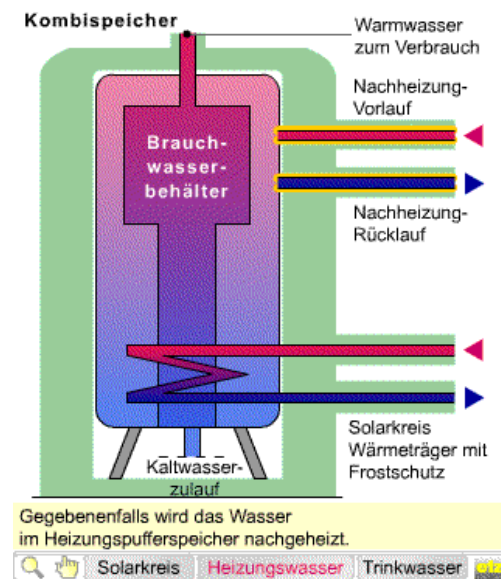 Kombispeicher
Warmwasser
zum Verbrauch
Nachheizung-
Vorlauf
Brauch-
wasser-
behälter
Nachheizung-
Rücklauf
Solarkreis
Wärmeträger mit
Frostschutz
Kaltwasser-
zulauf
Gegebenenfalls wird das Wasser
im Heizungspufferspeicher nachgeheizt.
Solarkreis Heizungswasser Trinkwasser